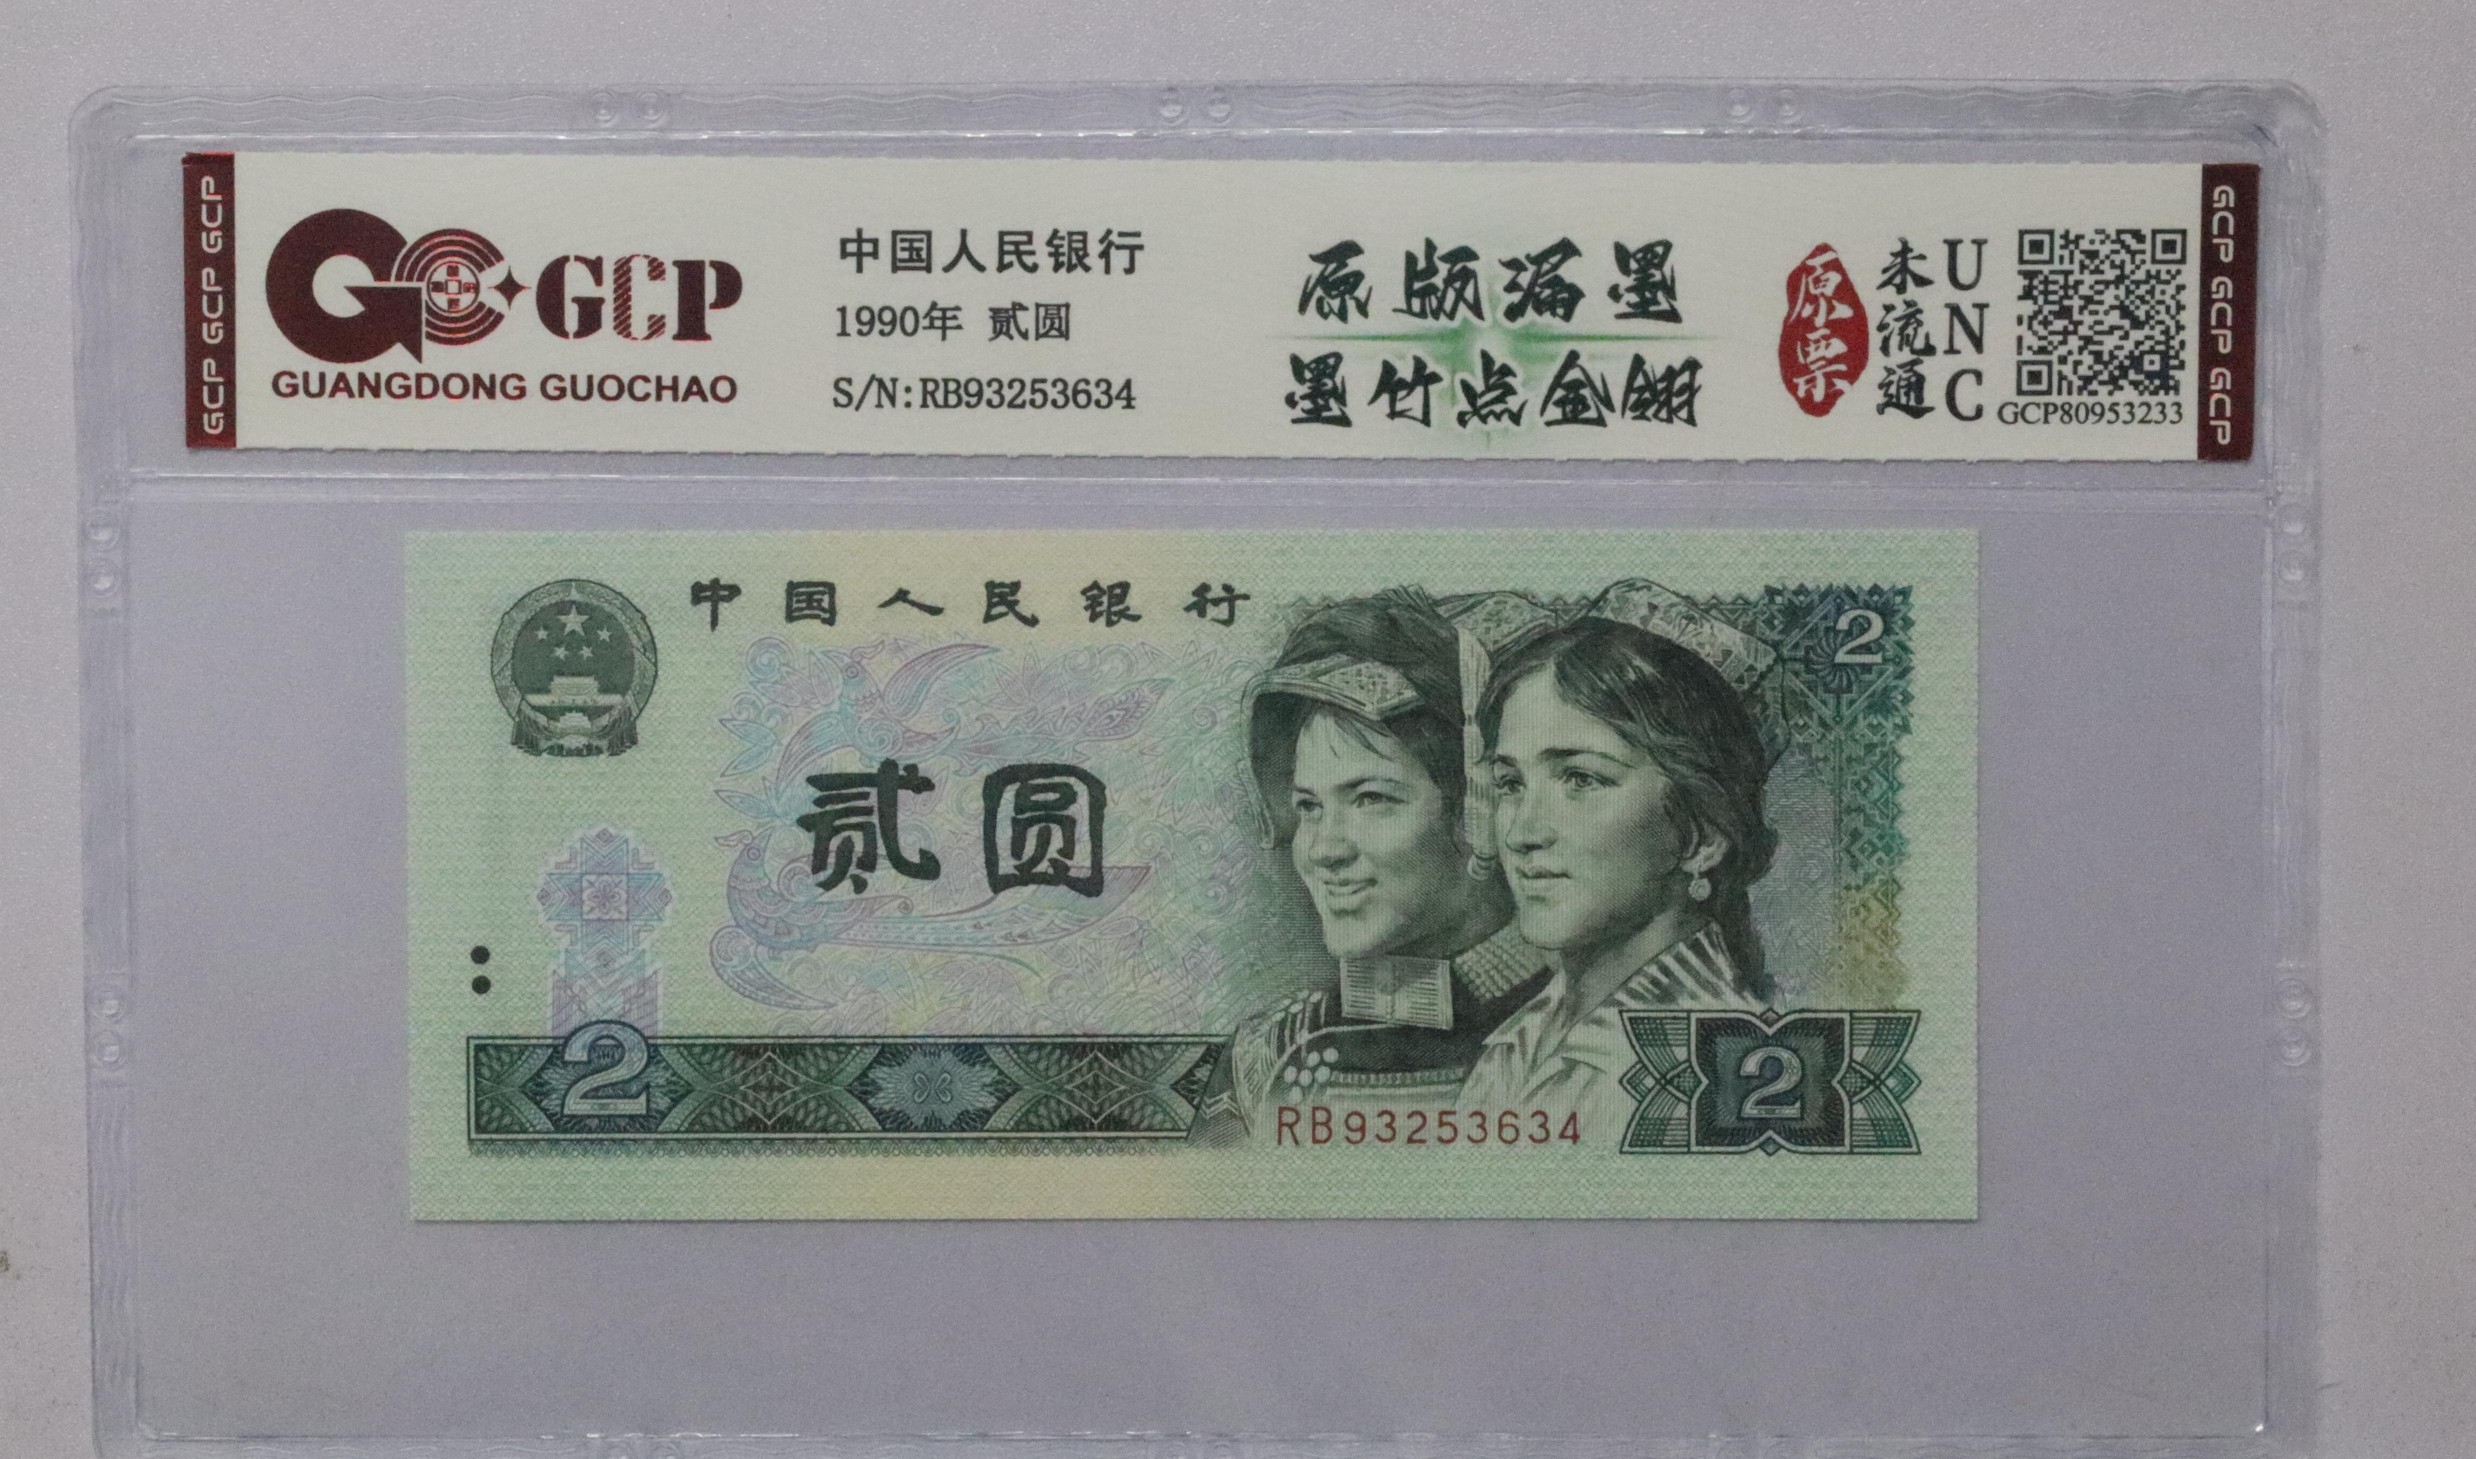 GCP GCP GCP
GCP
GUANGDONG GUOCHAO
中国人民银行
1990年 贰圆
S/N:RB93253634
原版漏墨
墨竹点金翎
原票
未流通
UNC
GCP80953233
GCP GCP GCP
中国人民银行
2
贰圆
2
2
RB93253634